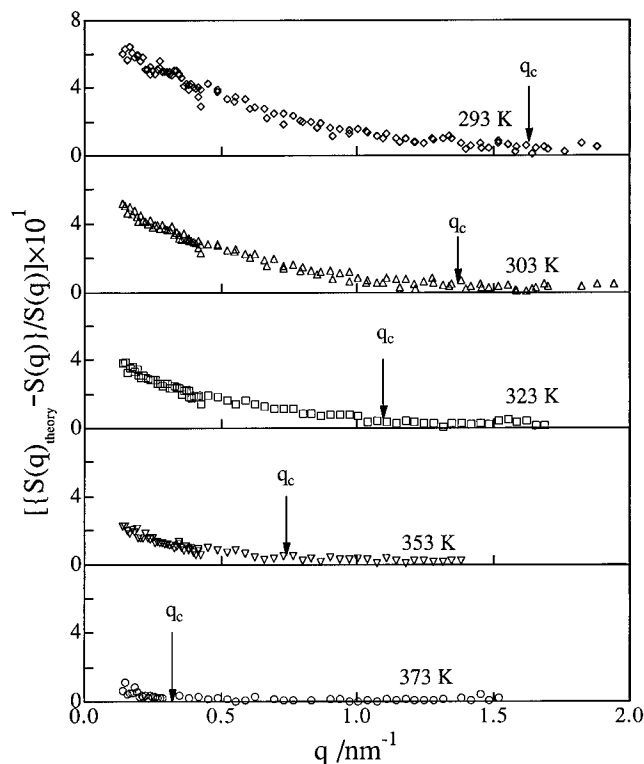 [{S(q)theory-S(q)}/S(q)]×10¹
8
6
4
0
qc
293 K
4
0
qc
303 K
4
0
qc
323 K
4
0
qc
353 K
4
0
qc
373 K
0.0 0.5 1.0 1.5 2.0
q /nm⁻¹